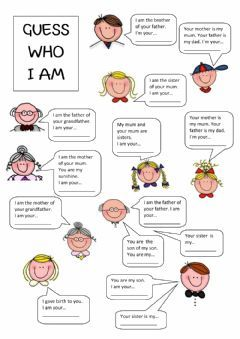 GUESS
WHO
I AM
I am the brother of
your father.
I'm your...
Your mother is my
mum. Your father is
my dad. I'm your...
I am the sister
of your mum.
I am your...
I am the father of
your grandfather.
I am your...
My mum and
your mum are
sisters.
I am your...
Your mother is my
mum. Your father
is my dad.
I'm your...
I am the mother
of your mum.
You are my
sunshine.
I am your...
I am the mother of
your grandfather.
I am your...
I am the father of
your father. I am
your...
You are the
son of my son.
You are my...
Your sister is
my...
I gave birth to you.
I am your...
You are my son.
I am your...
Your sister is my...